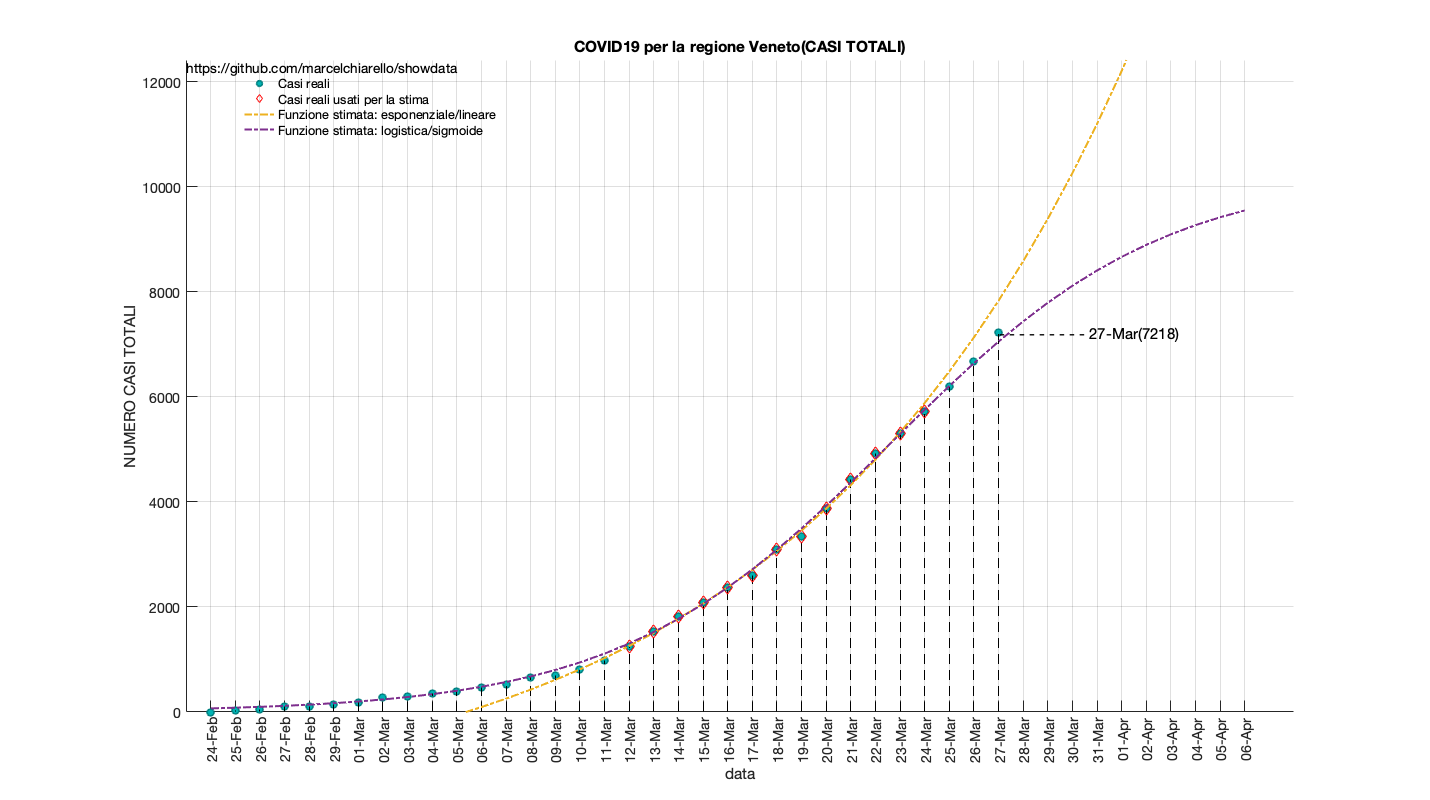 COVID19 per la regione Veneto(CASI TOTALI)
https://github.com/marcelchiarello/showdata
Casi reali
Casi reali usati per la stima
Funzione stimata: esponenziale/lineare
Funzione stimata: logistica/sigmoide
12000
10000
8000
6000
4000
2000
0
NUMERO CASI TOTALI
27-Mar(7218)
24-Feb
25-Feb
26-Feb
27-Feb
28-Feb
29-Feb
01-Mar
02-Mar
03-Mar
04-Mar
05-Mar
06-Mar
07-Mar
08-Mar
09-Mar
10-Mar
11-Mar
12-Mar
13-Mar
14-Mar
15-Mar
16-Mar
17-Mar
18-Mar
19-Mar
20-Mar
21-Mar
22-Mar
23-Mar
24-Mar
25-Mar
26-Mar
27-Mar
28-Mar
29-Mar
30-Mar
31-Mar
01-Apr
02-Apr
03-Apr
04-Apr
05-Apr
06-Apr
data